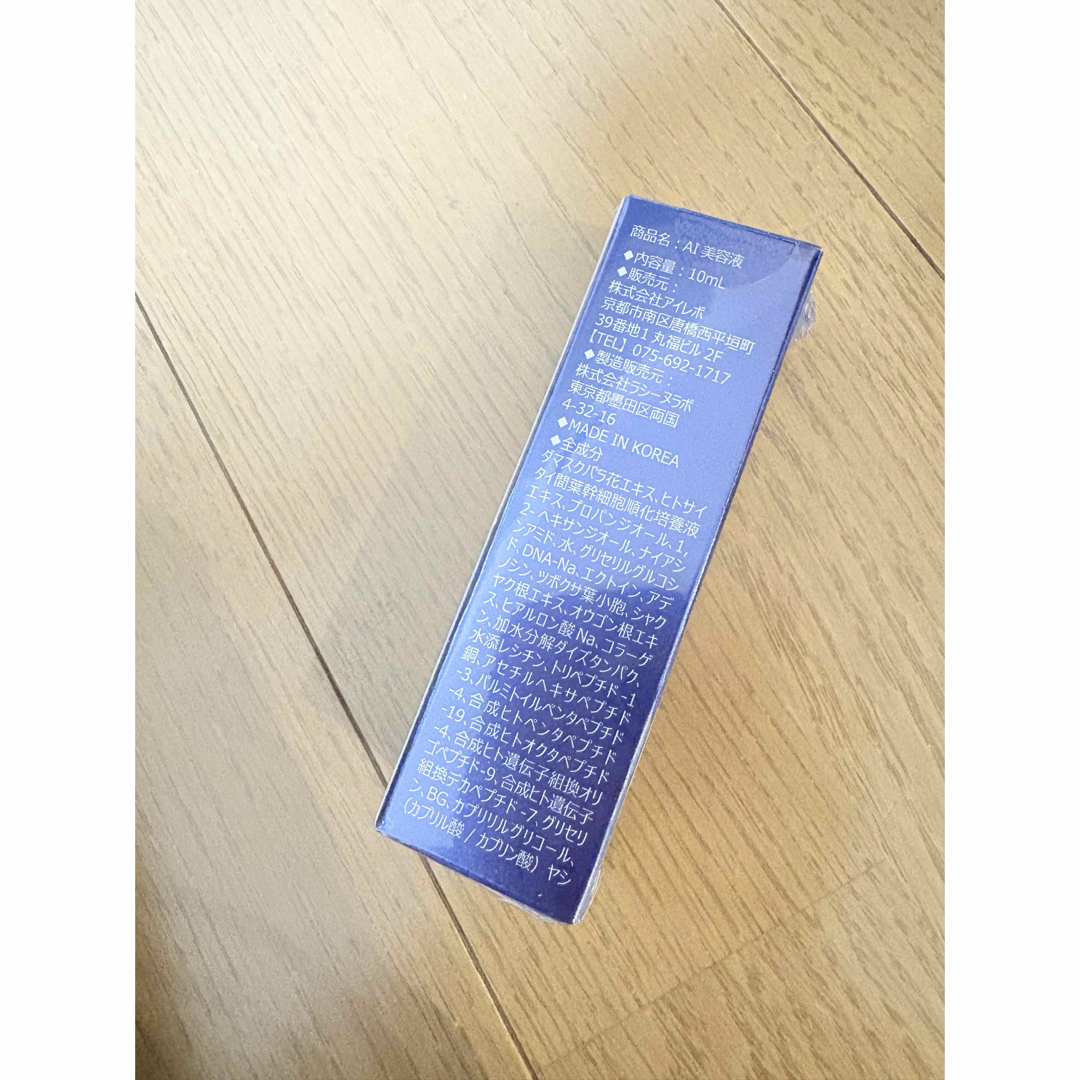 商品名：AI 美容液
◆内容量：10mL
◆販売元：
株式会社アイレボ
京都市南区唐橋西平垣町
39番地1 丸福ビル 2F
【TEL】075-692-1717
◆製造販売元：
株式会社ラシーヌラボ
東京都墨田区両国
4-32-16
◆MADE IN KOREA
◆全成分
ダマスクバラ花エキス、ヒトサイ
タイ間葉幹細胞順化培養液
エキス、プロパンジオール、1,
2-ヘキサンジオール、ナイアシ
ンアミド、水、グリセリルグルコシ
ド、DNA-Na、エクトイン、アデ
ノシン、ツボクサ葉小胞、シャク
ヤク根エキス、オウゴン根エキ
ス、ヒアルロン酸 Na、コラーゲ
ン、加水分解ダイズタンパク、
水添レシチン、トリペプチド-1
銅、アセチルヘキサペプチド
-3、パルミトイルペンタペプチド
-4、合成ヒトペンタペプチド
-19、合成ヒトオクタペプチド
-4、合成ヒト遺伝子組換オリ
ゴペプチド-9、合成ヒト遺伝子
組換デカペプチド-7、グリセリ
ン、BG、カプリリルグリコール、
（カプリル酸 / カプリン酸）ヤシ